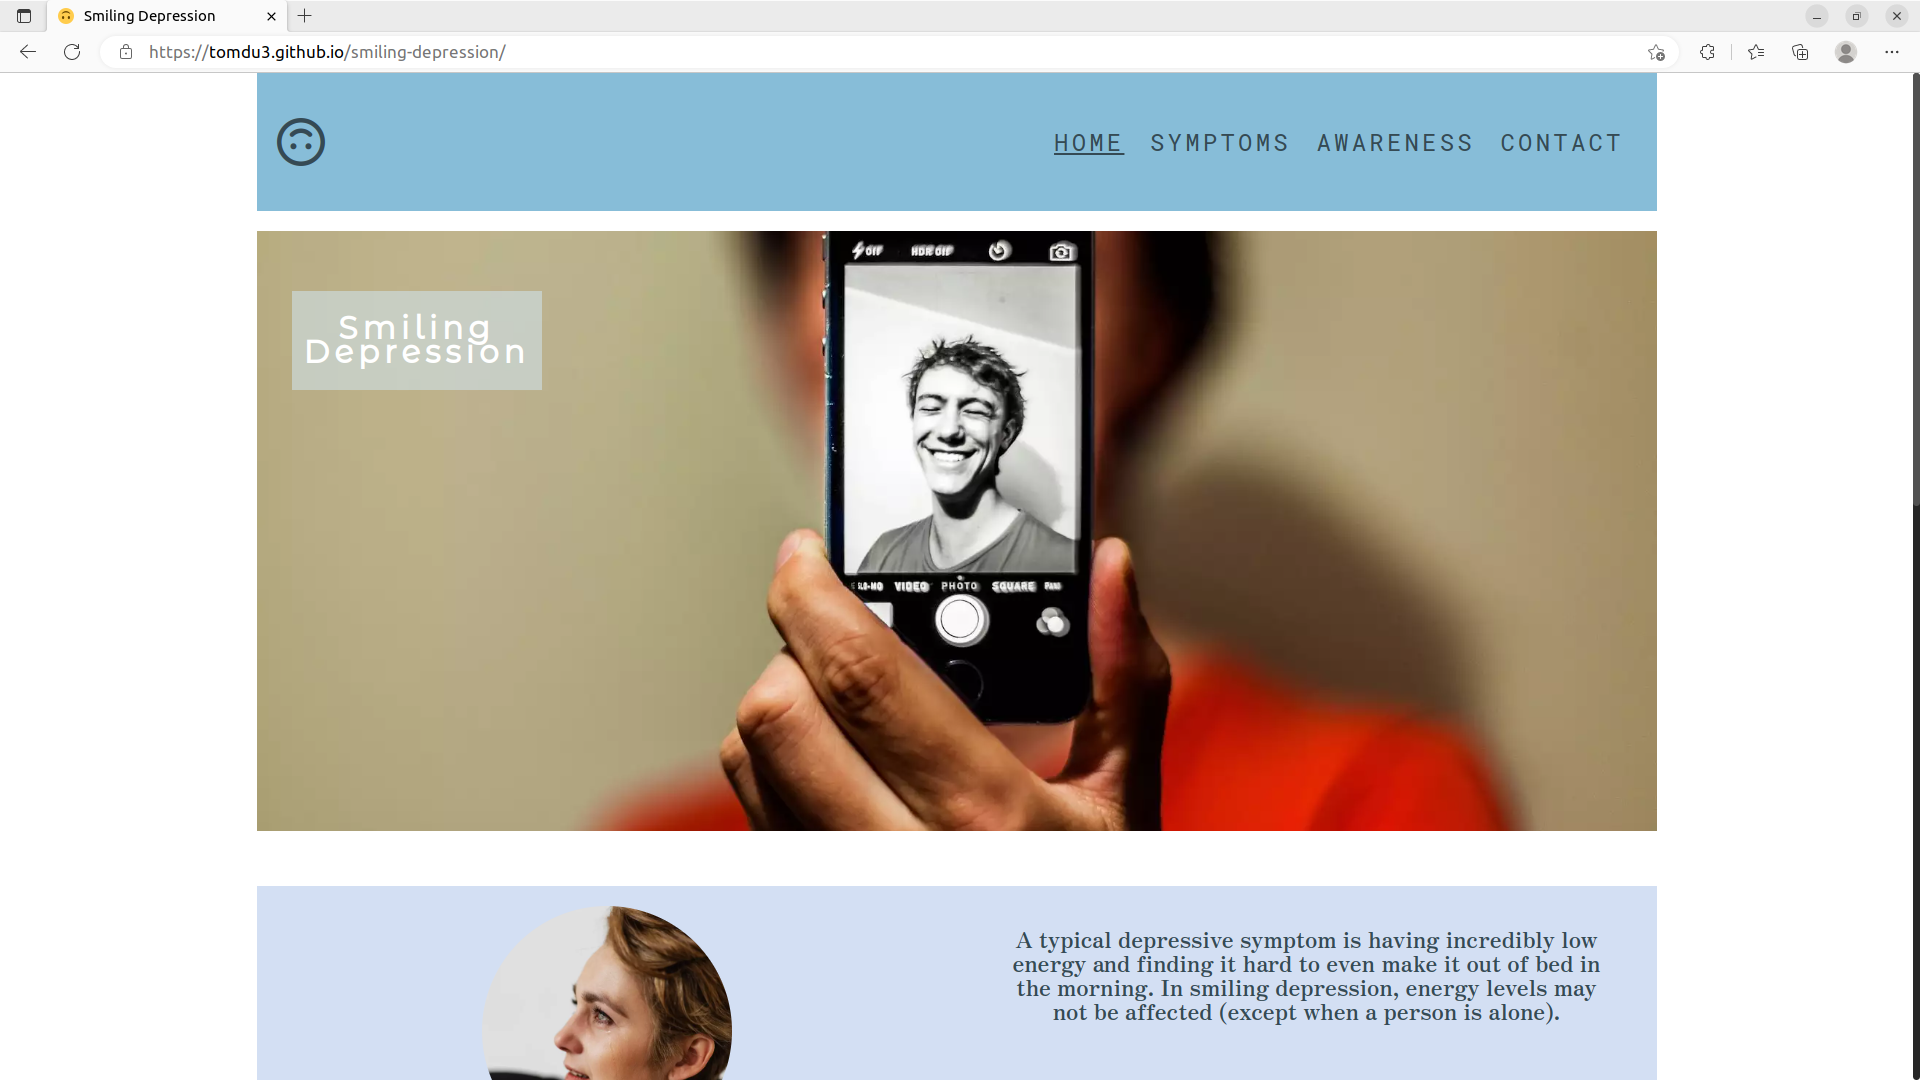 Smiling Depression
https://tomdu3.github.io/smiling-depression/
HOME SYMPTOMS AWARENESS CONTACT
Smiling
Depression
HDR OFF
SLO-MO VIDEO PHOTO SQUARE PANO
A typical depressive symptom is having incredibly low
energy and finding it hard to even make it out of bed in
the morning. In smiling depression, energy levels may
not be affected (except when a person is alone).